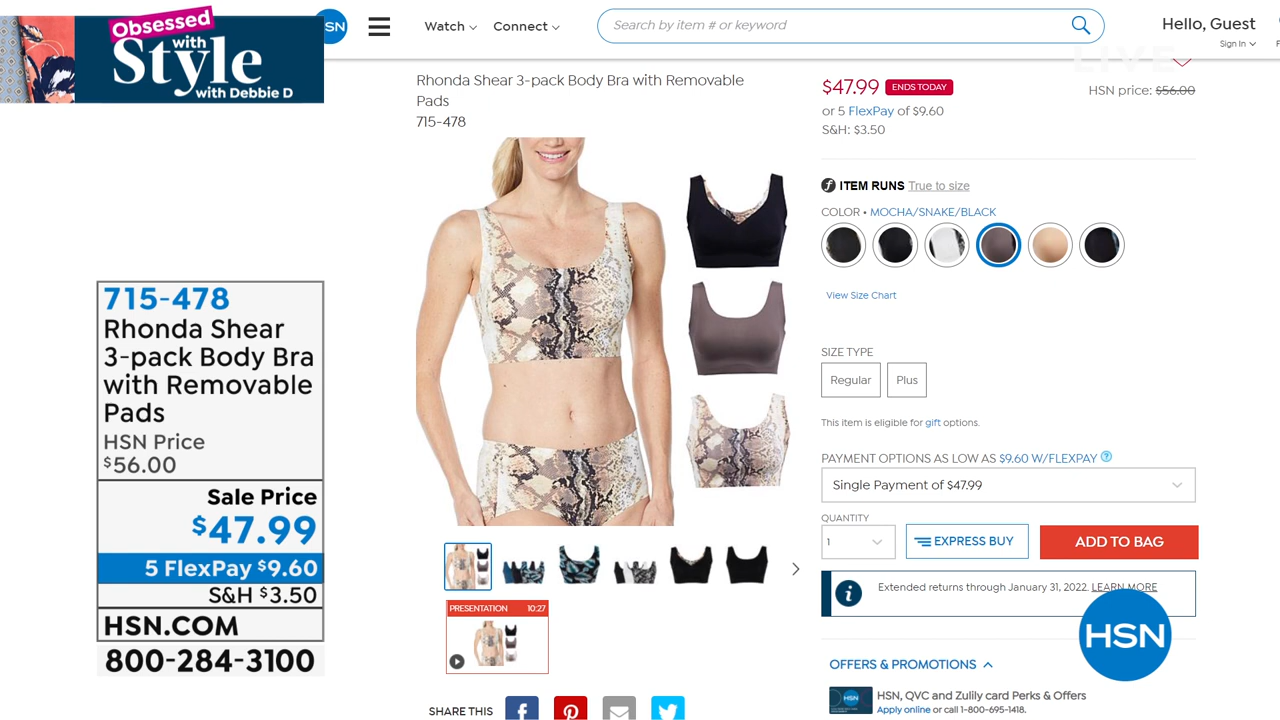 Obsessed
with
Style
with Debbie D
SN
Watch
Connect
Search by item # or keyword
Hello, Guest
Sign In
LIVE
Rhonda Shear 3-pack Body Bra with Removable
Pads
715-478
$47.99 ENDS TODAY
HSN price: $56.00
or 5 FlexPay of $9.60
S&H: $3.50
f ITEM RUNS True to size
COLOR • MOCHA/SNAKE/BLACK
View Size Chart
SIZE TYPE
Regular
Plus
This item is eligible for gift options.
PAYMENT OPTIONS AS LOW AS $9.60 W/FLEXPAY ?
Single Payment of $47.99
QUANTITY
1
EXPRESS BUY
ADD TO BAG
i
Extended returns through January 31, 2022. LEARN MORE
HSN
OFFERS & PROMOTIONS
HSN
HSN, QVC and Zulily card Perks & Offers
Apply online or call 1-800-695-1418.
PRESENTATION 10:27
SHARE THIS
715-478
Rhonda Shear
3-pack Body Bra
with Removable
Pads
HSN Price
$56.00
Sale Price
$47.99
5 FlexPay $9.60
S&H $3.50
HSN.COM
800-284-3100